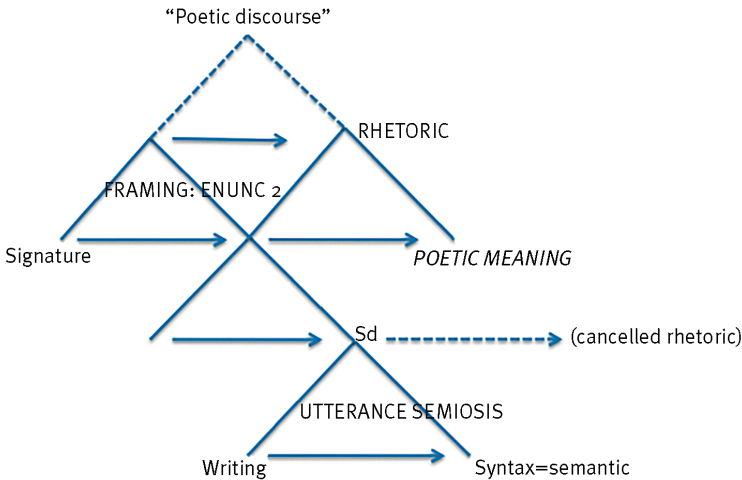 “Poetic discourse”
RHETORIC
FRAMING: ENUNC 2
Signature
POETIC MEANING
Sd
(cancelled rhetoric)
UTTERANCE SEMIOSIS
Writing
Syntax=semantic